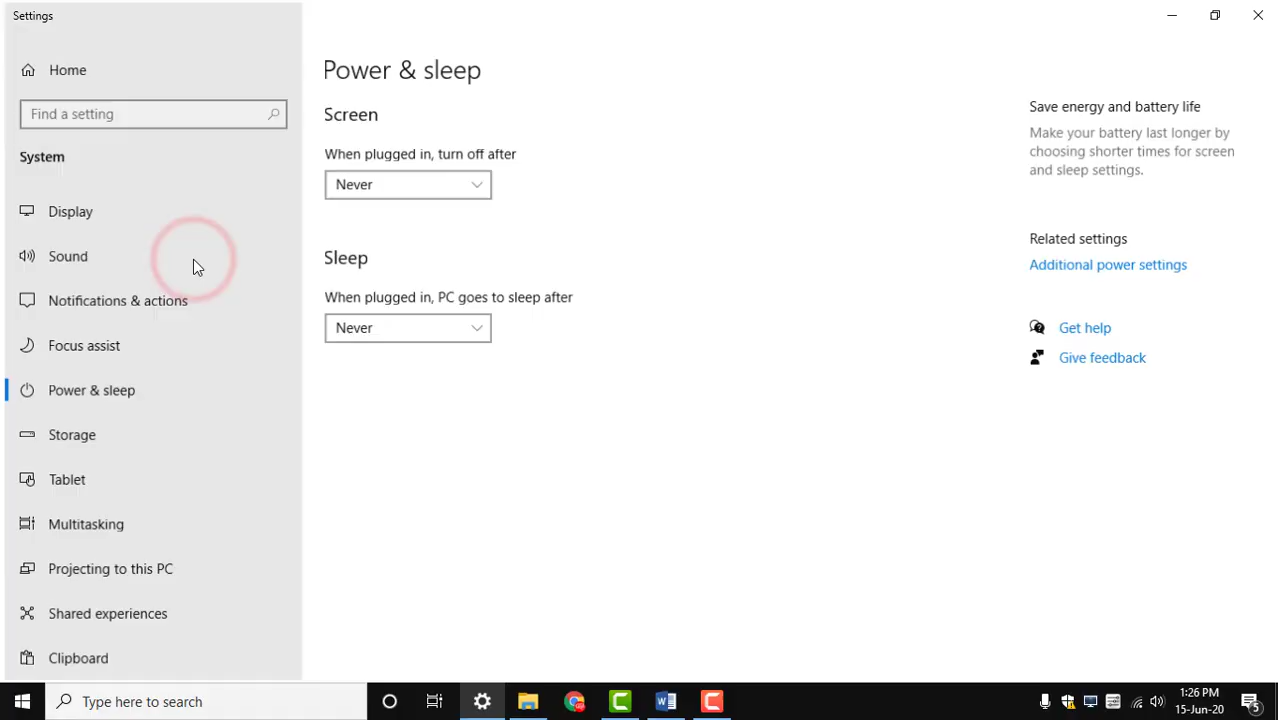 Settings
Home
Find a setting
System
Display
Sound
Notifications & actions
Focus assist
Power & sleep
Storage
Tablet
Multitasking
Projecting to this PC
Shared experiences
Clipboard
Power & sleep
Screen
When plugged in, turn off after
Never
Sleep
When plugged in, PC goes to sleep after
Never
Save energy and battery life
Make your battery last longer by
choosing shorter times for screen
and sleep settings.
Related settings
Additional power settings
Get help
Give feedback
Type here to search
1:26 PM
15-Jun-20
5